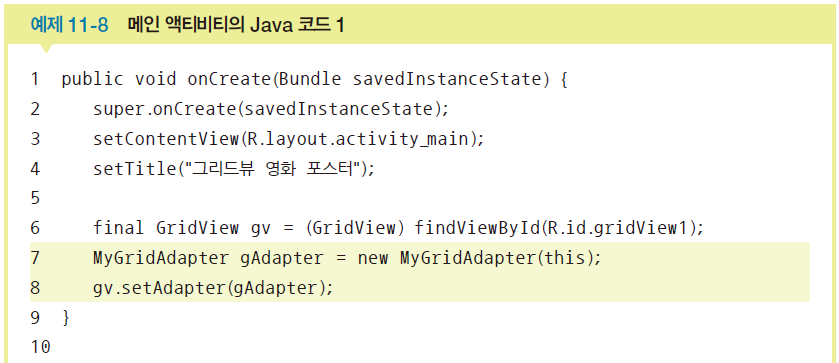 예제 11-8 메인 액티비티의 Java 코드 1
1 public void onCreate(Bundle savedInstanceState) {
2 super.onCreate(savedInstanceState);
3 setContentView(R.layout.activity_main);
4 setTitle("그리드뷰 영화 포스터");
5
6 final GridView gv = (GridView) findViewById(R.id.gridView1);
7 MyGridAdapter gAdapter = new MyGridAdapter(this);
8 gv.setAdapter(gAdapter);
9 }
10